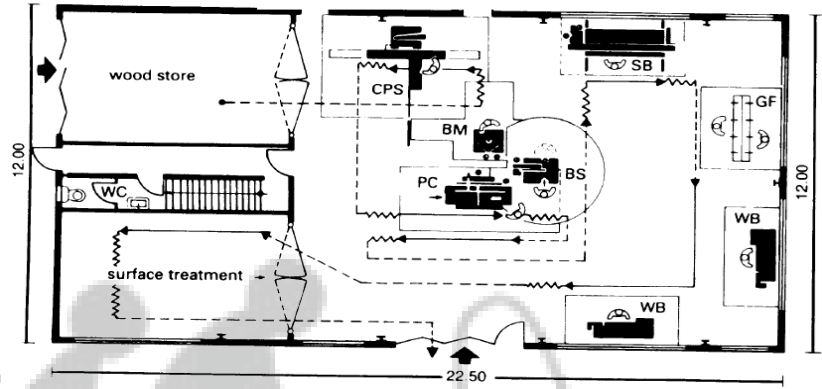 wood store
CPS
SB
GF
BM
BS
PC
WC
WB
surface treatment
WB
12.00
12.00
22.50